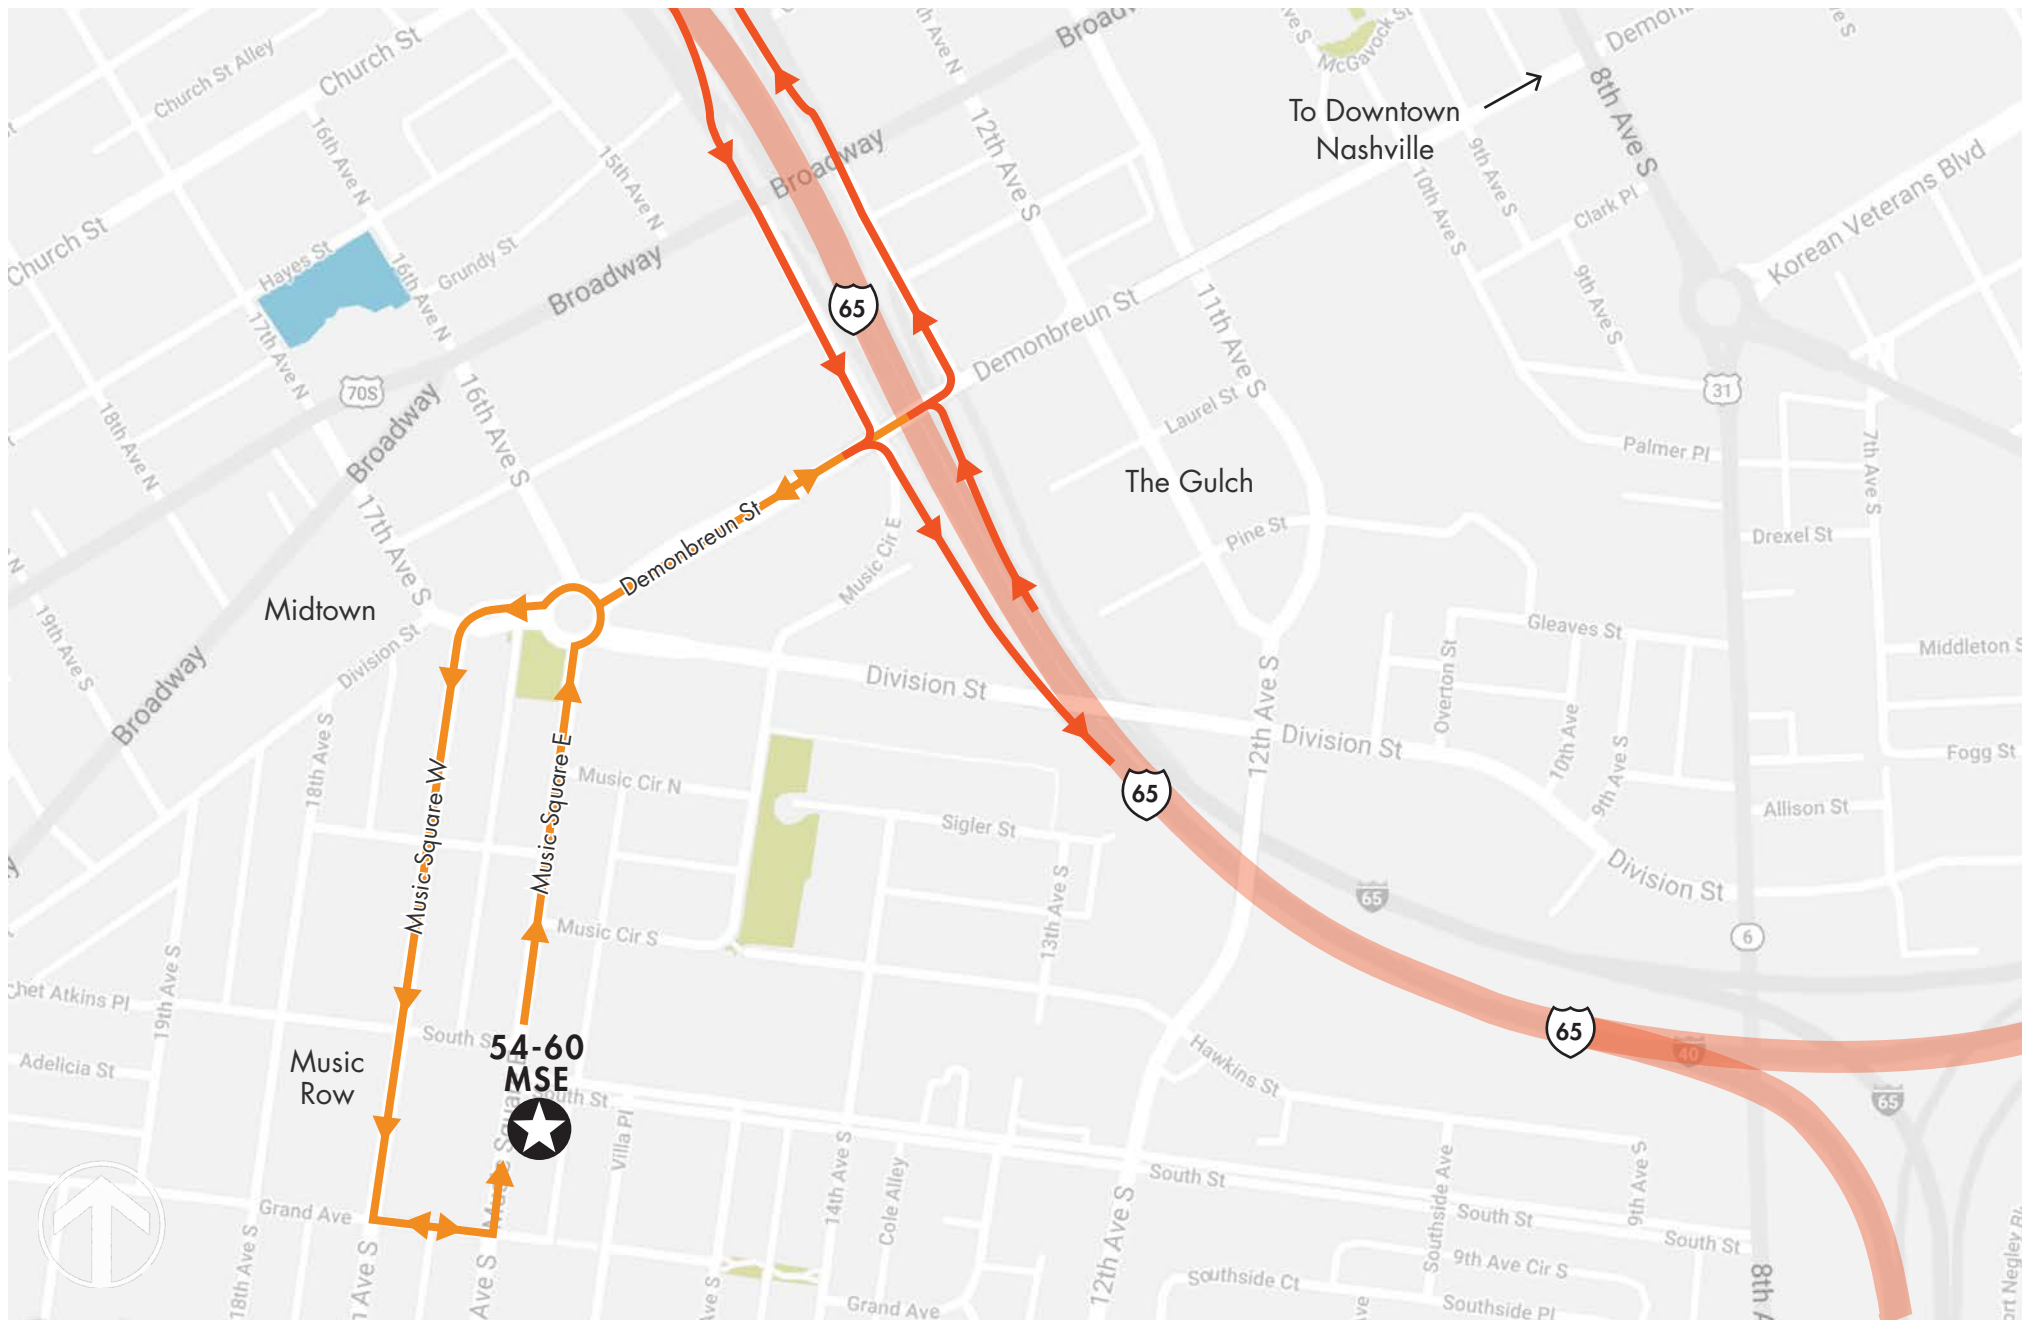 Church St Alley
Church St
16th Ave N
15th Ave N
Church St
Hayes St
16th Ave N
Grundy St
17th Ave N
Broadway
Broadway
Broadway
12th Ave S
McGavock St
To Downtown
Nashville
8th Ave S
9th Ave S
10th Ave S
Clark Pl
Korean Veterans Blvd
9th Ave S
70S
65
18th Ave N
16th Ave S
Broadway
Demonbreun St
11th Ave S
Laurel St
31
Palmer Pl
7th Ave S
The Gulch
17th Ave S
Demonbreun St
Music Cir E
Pine St
Drexel St
Midtown
19th Ave S
Division St
Broadway
Division St
12th Ave S
Division St
Overton St
Gleaves St
10th Ave
9th Ave S
Middleton S
Fogg St
Allison St
18th Ave S
Music Square W
Music Square E
Music Cir N
Sigler St
65
13th Ave S
Music Cir S
65
Division St
6
19th Ave S
het Atkins Pl
Adelicia St
Music
Row
South S
54-60
MSE
South St
Villa Pl
65
40
65
Hawkins St
14th Ave S
Cole Alley
South St
Southside Ave
9th Ave S
South St
South St
Grand Ave
18th Ave S
Ave S
Ave S
12th Ave S
Southside Ct
9th Ave Cir S
Southside Pl
Grand Ave
8th A
ort Negley Bl